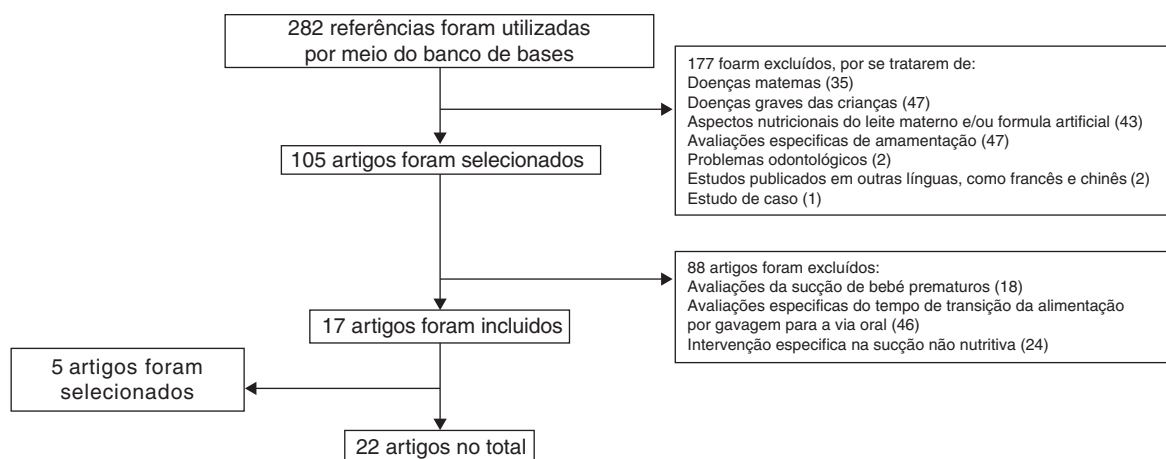 282 referências foram utilizadas
por meio do banco de bases
177 foarm excluídos, por se tratarem de:
Doenças matemas (35)
Doenças graves das crianças (47)
Aspectos nutricionais do leite materno e/ou formula artificial (43)
Avaliações especificas de amamentação (47)
Problemas odontológicos (2)
Estudos publicados em outras línguas, como francês e chinês (2)
Estudo de caso (1)
105 artigos foram selecionados
88 artigos foram excluídos:
Avaliações da sucção de bebé prematuros (18)
Avaliações especificas do tempo de transição da alimentação
por gavagem para a via oral (46)
Intervenção especifica na sucção não nutritiva (24)
17 artigos foram incluidos
5 artigos foram
selecionados
22 artigos no total